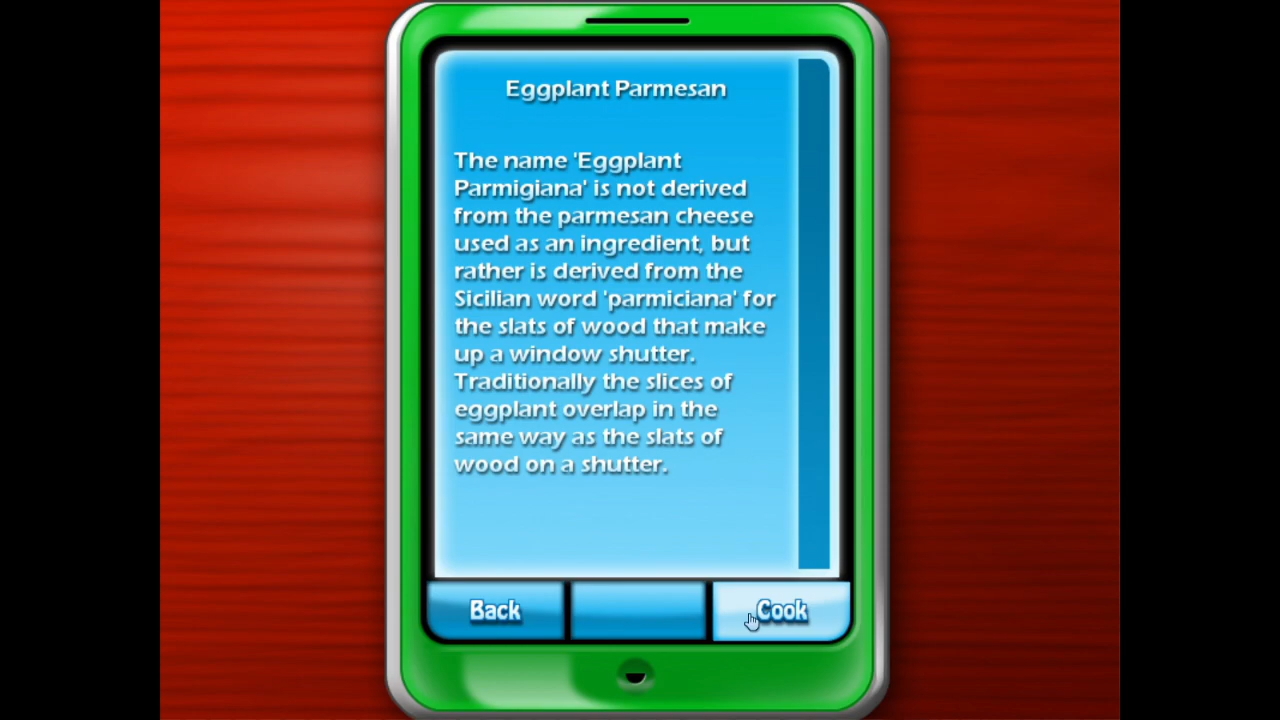 Eggplant Parmesan
The name 'Eggplant
Parmigiana' is not derived
from the parmesan cheese
used as an ingredient, but
rather is derived from the
Sicilian word 'parmiciana' for
the slats of wood that make
up a window shutter.
Traditionally the slices of
eggplant overlap in the
same way as the slats of
wood on a shutter.
Back
Cook